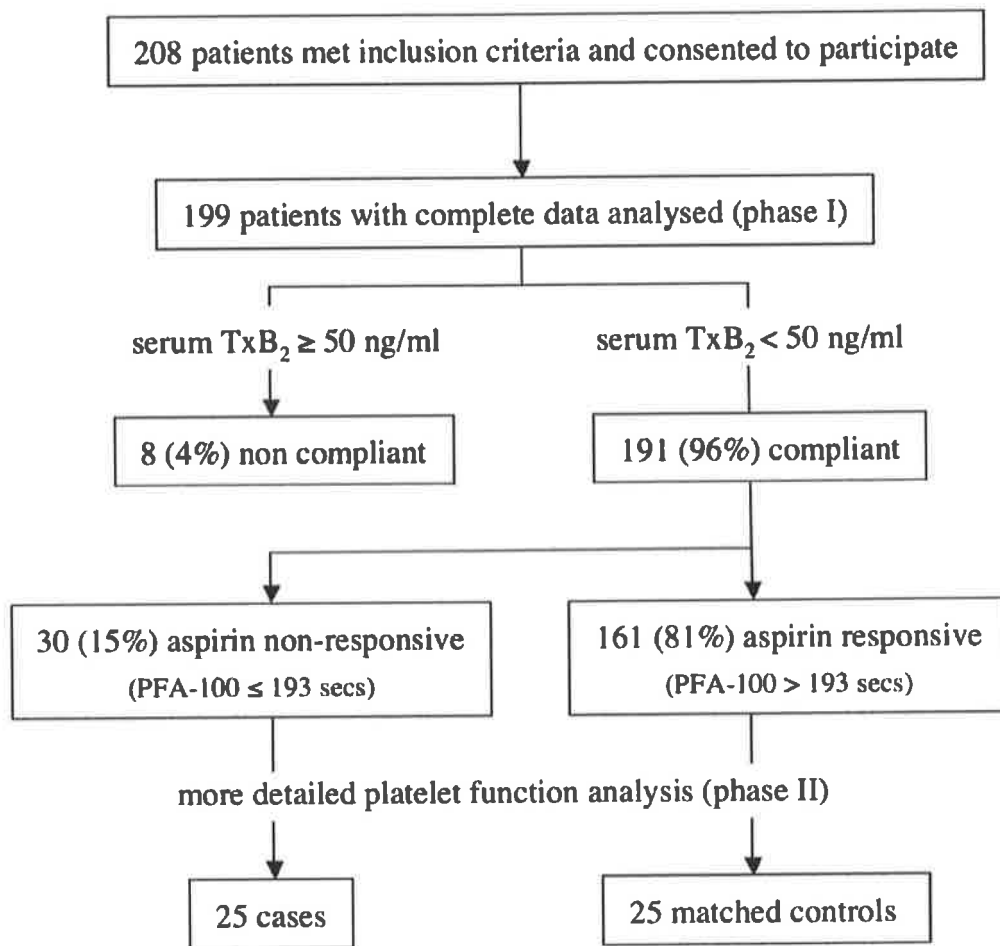 208 patients met inclusion criteria and consented to participate
199 patients with complete data analysed (phase I)
serum TxB₂ ≥ 50 ng/ml
serum TxB₂ < 50 ng/ml
8 (4%) non compliant
191 (96%) compliant
30 (15%) aspirin non-responsive
(PFA-100 ≤ 193 secs)
161 (81%) aspirin responsive
(PFA-100 > 193 secs)
more detailed platelet function analysis (phase II)
25 cases
25 matched controls